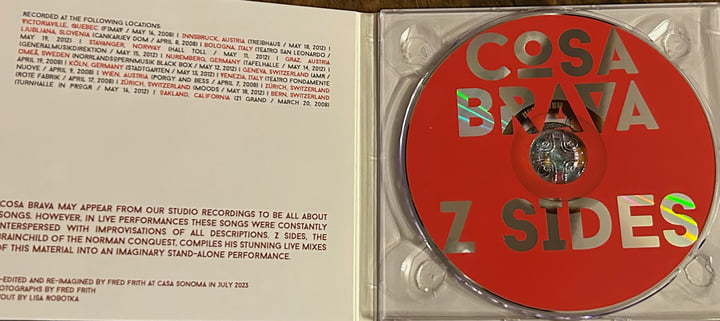 RECORDED AT THE FOLLOWING LOCATIONS:
VICTORIAVILLE, QUEBEC (FIMAV / MAY 16, 2008) | INNSBRUCK, AUSTRIA (TREIBHAUS / MAY 18, 2012) |
LJUBLIANA, SLOVENIA (CANKARJEV DOM / APRIL 8, 2008) | BOLOGNA, ITALY (TEATRO SAN LEONARDO /
MAY 19, 2012) | STAVANGER, NORWAY (HALL TOLL / MAY 11, 2012) | GRAZ, AUSTRIA
(GENERALMUSIKDIREKTION / MAY 15, 2012) | NUREMBERG, GERMANY (TAFELHALLE / MAY 14, 2012) |
UMEÅ, SWEDEN (NORRLANDSOPERNMUSIK BLACK BOX / MAY 12, 2012) | GENEVA, SWITZERLAND (AMR /
APRIL 19, 2008) | KÖLN, GERMANY (STADTGARTEN / MAY 13, 2012) | VENEZIA, ITALY (TEATRO FONDAMENTE
NUOVE / APRIL 9, 2008) | WIEN, AUSTRIA (PORGY AND BESS / APRIL 7, 2008) | ZÜRICH, SWITZERLAND
(ROTE FABRIK / APRIL 17, 2008) | ZÜRICH, SWITZERLAND (MOODS / MAY 18, 2012) | BERN, SWITZERLAND
(TURNHALLE IN PROGR / MAY 16, 2012) | OAKLAND, CALIFORNIA (21 GRAND / MARCH 20, 2008)
COSA BRAVA MAY APPEAR FROM OUR STUDIO RECORDINGS TO BE ALL ABOUT
SONGS. HOWEVER, IN LIVE PERFORMANCES THESE SONGS WERE CONSTANTLY
INTERSPERSED WITH IMPROVISATIONS OF ALL DESCRIPTIONS. Z SIDES, THE
BRAINCHILD OF THE NORMAN CONQUEST, COMPILES HIS STUNNING LIVE MIXES
OF THIS MATERIAL INTO AN IMAGINARY STAND-ALONE PERFORMANCE.
-EDITED AND RE-IMAGINED BY FRED FRITH AT CASA SONOMA IN JULY 2023
HOTOGRAPHS BY FRED FRITH
YOUT BY LISA ROBOTKA
COSA
BRAVA
Z SIDES